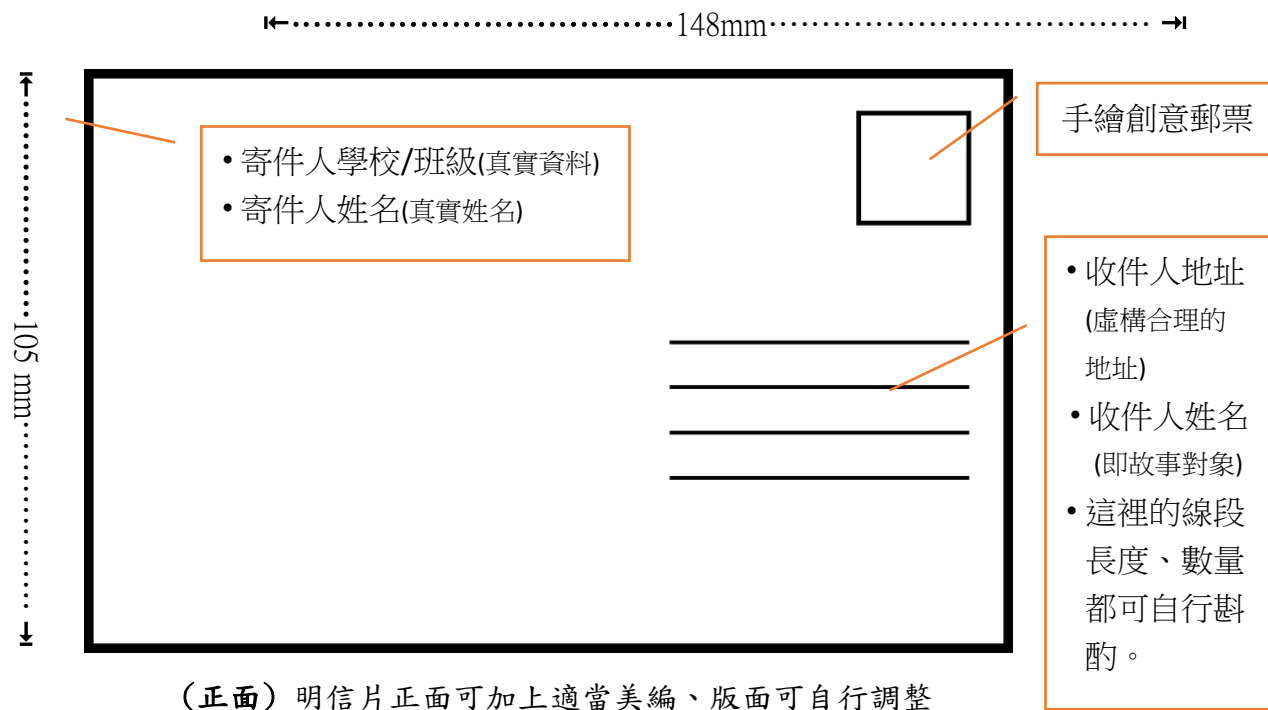 148mm
105 mm
• 寄件人學校/班級(真實資料)
• 寄件人姓名(真實姓名)
手繪創意郵票
• 收件人地址
(虛構合理的
地址)
• 收件人姓名
(即故事對象)
• 這裡的線段
長度、數量
都可自行斟
酌。
（正面）明信片正面可加上適當美編、版面可自行調整